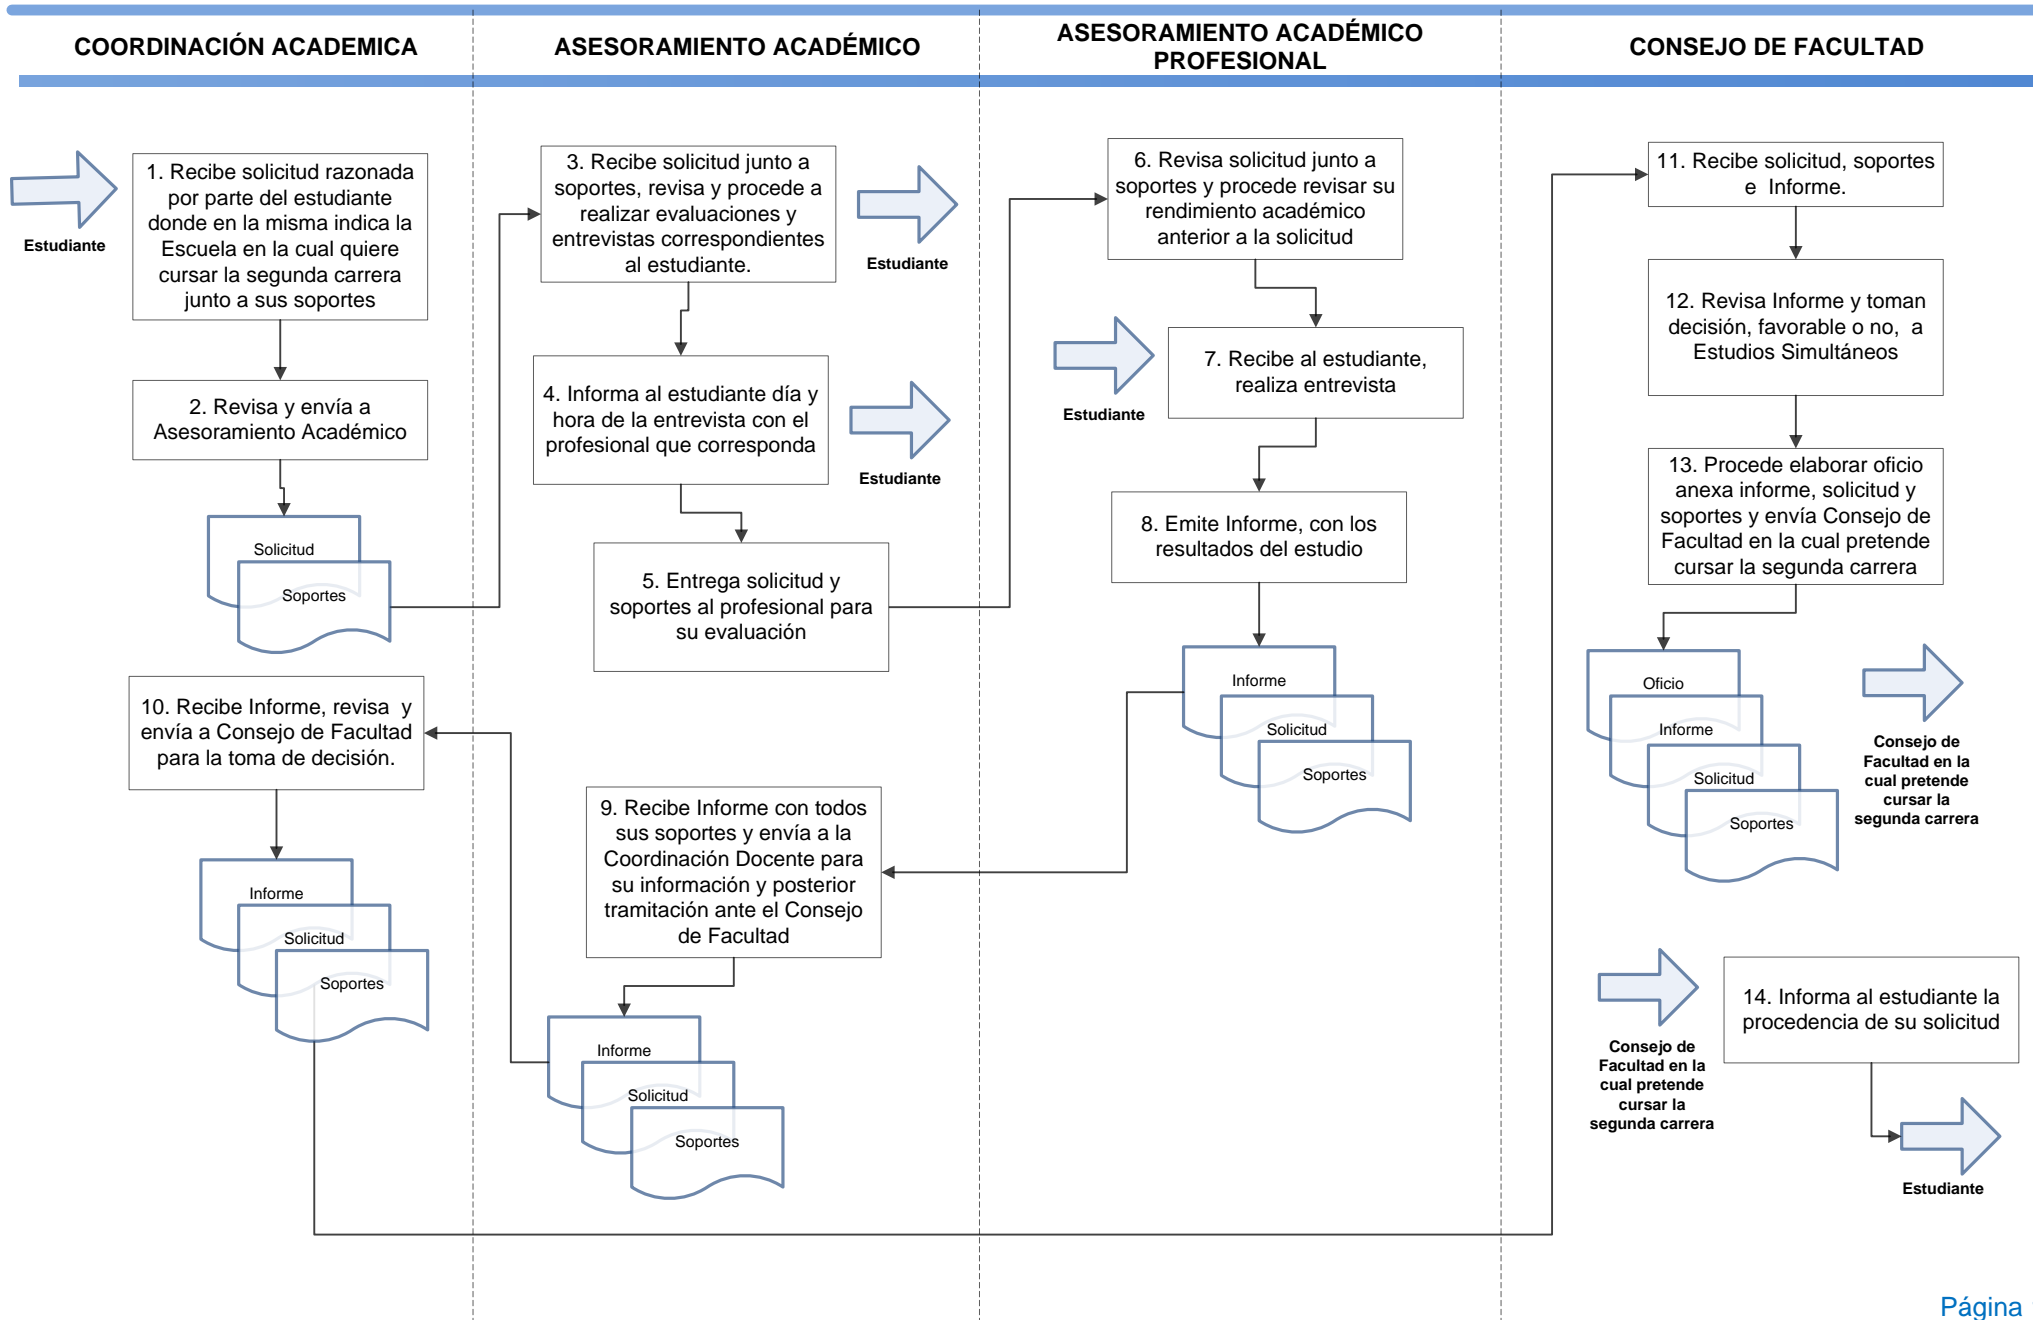 COORDINACIÓN ACADEMICA
ASESORAMIENTO ACADÉMICO
ASESORAMIENTO ACADÉMICO
PROFESIONAL
CONSEJO DE FACULTAD
Estudiante
1. Recibe solicitud razonada
por parte del estudiante
donde en la misma indica la
Escuela en la cual quiere
cursar la segunda carrera
junto a sus soportes
2. Revisa y envía a
Asesoramiento Académico
Solicitud
Soportes
3. Recibe solicitud junto a
soportes, revisa y procede a
realizar evaluaciones y
entrevistas correspondientes
al estudiante.
Estudiante
4. Informa al estudiante día y
hora de la entrevista con el
profesional que corresponda
Estudiante
5. Entrega solicitud y
soportes al profesional para
su evaluación
6. Revisa solicitud junto a
soportes y procede revisar su
rendimiento académico
anterior a la solicitud
Estudiante
7. Recibe al estudiante,
realiza entrevista
8. Emite Informe, con los
resultados del estudio
Informe
Solicitud
Soportes
9. Recibe Informe con todos
sus soportes y envía a la
Coordinación Docente para
su información y posterior
tramitación ante el Consejo
de Facultad
Informe
Solicitud
Soportes
10. Recibe Informe, revisa y
envía a Consejo de Facultad
para la toma de decisión.
Informe
Solicitud
Soportes
11. Recibe solicitud, soportes
e Informe.
12. Revisa Informe y toman
decisión, favorable o no, a
Estudios Simultáneos
13. Procede elaborar oficio
anexa informe, solicitud y
soportes y envía Consejo de
Facultad en la cual pretende
cursar la segunda carrera
Oficio
Informe
Solicitud
Soportes
Consejo de
Facultad en la
cual pretende
cursar la
segunda carrera
Consejo de
Facultad en la
cual pretende
cursar la
segunda carrera
14. Informa al estudiante la
procedencia de su solicitud
Estudiante
Página